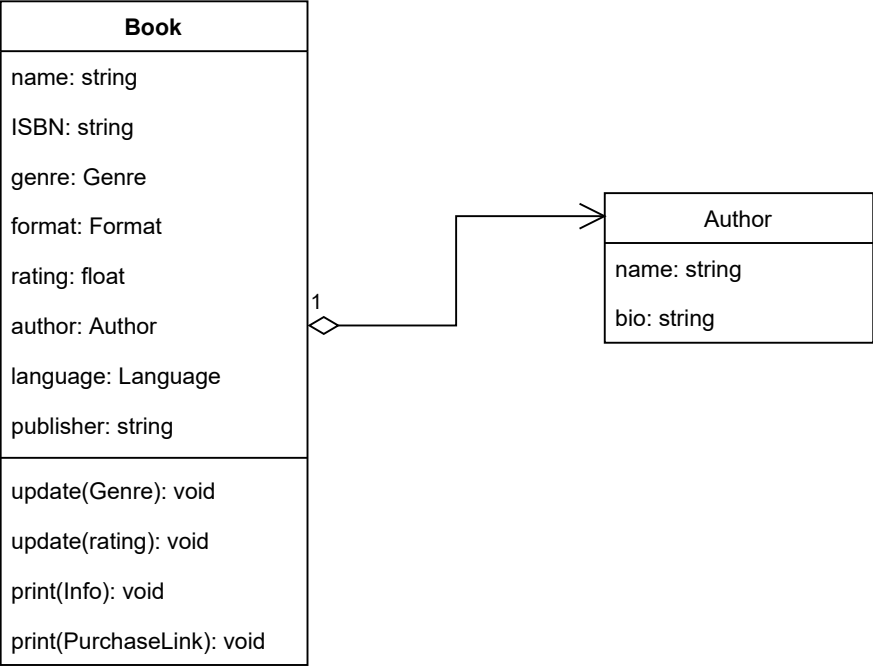 Book
name: string
ISBN: string
genre: Genre
format: Format
rating: float
author: Author
language: Language
publisher: string
update(Genre): void
update(rating): void
print(Info): void
print(PurchaseLink): void
1
Author
name: string
bio: string